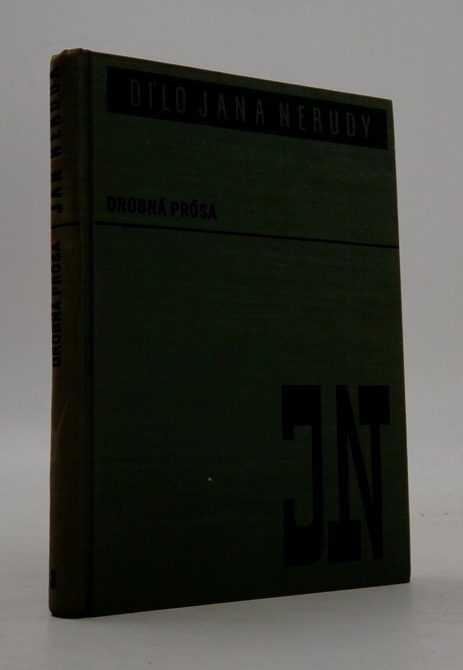 DÍLO JANA NERUDY
DROBNÁ PRÓSA
JN
JAN NERUDA
DROBNÁ PRÓSA